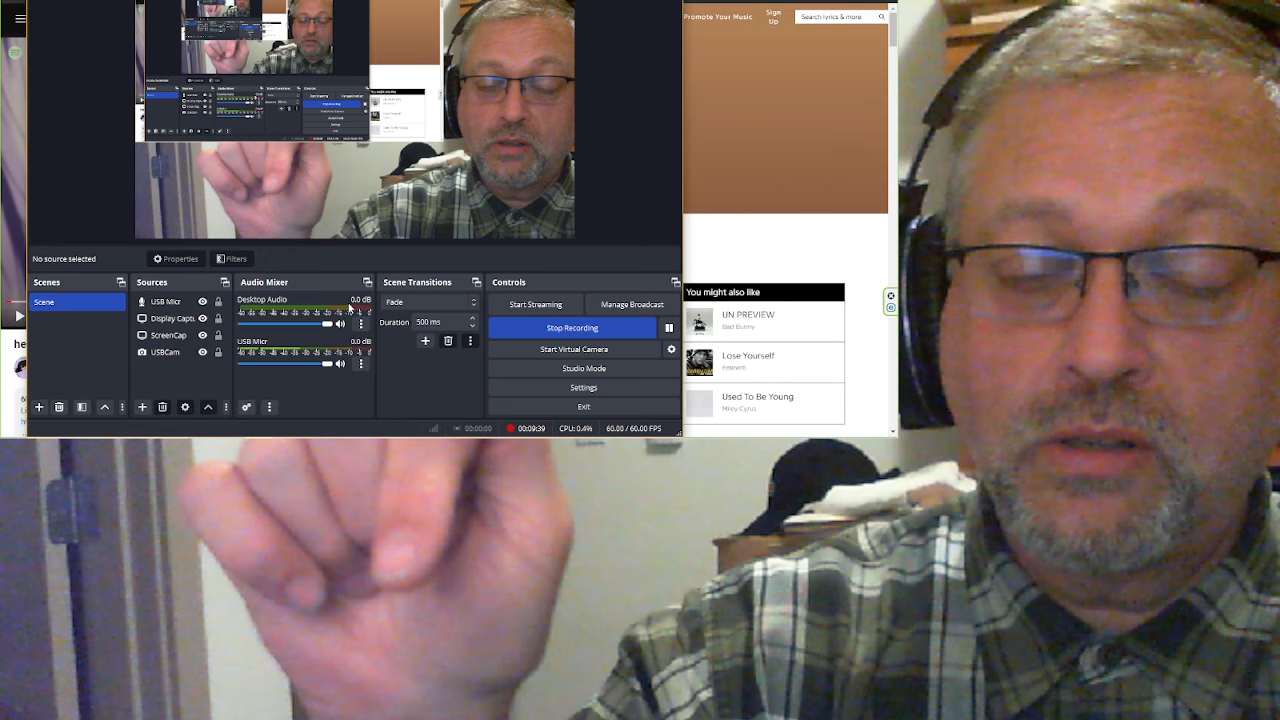 Promote Your Music
Sign
Up
Search lyrics & more
No source selected
Properties
Filters
Scenes
Sources
Audio Mixer
Scene Transitions
Controls
Scene
USB Micr
Display Captu
ScreenCap
USBCam
Desktop Audio
0.0 dB
USB Micr
0.0 dB
Fade
Duration
500 ms
Start Streaming
Manage Broadcast
Stop Recording
Start Virtual Camera
Studio Mode
Settings
Exit
00:00:00
00:09:39
CPU: 0.4%
60.00 / 60.00 FPS
You might also like
UN PREVIEW
Bad Bunny
Lose Yourself
Eminem
Used To Be Young
Miley Cyrus
he